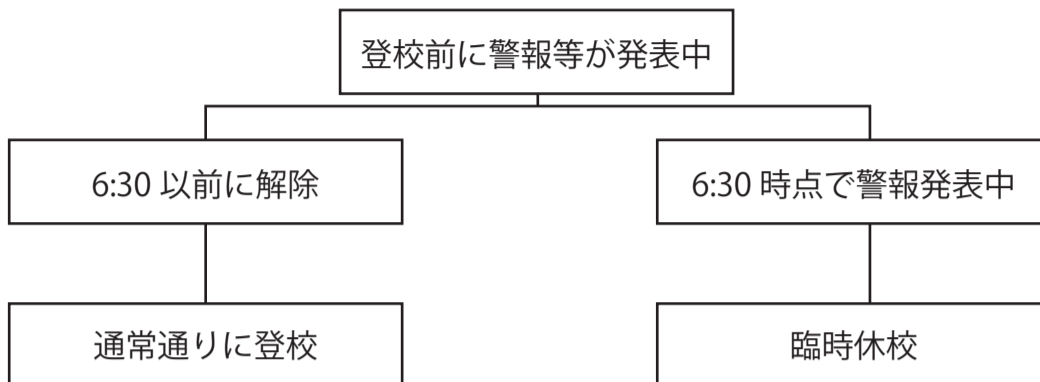 登校前に警報等が発表中
6:30 以前に解除
6:30 時点で警報発表中
通常通りに登校
臨時休校